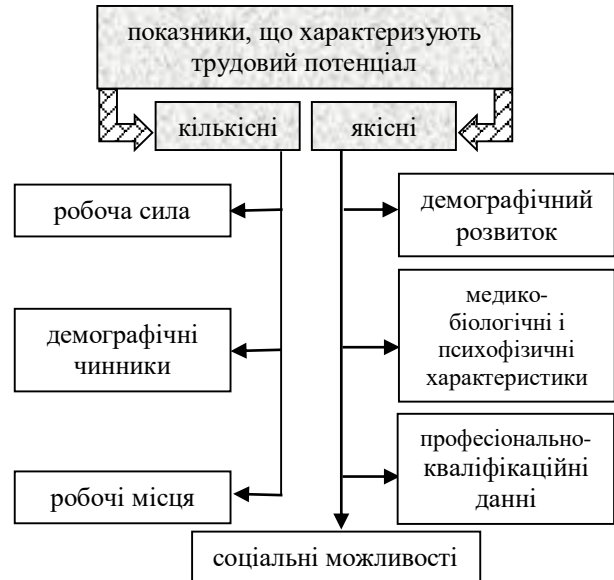 показники, що характеризують
трудовий потенціал
кількісні
якісні
робоча сила
демографічні
чинники
робочі місця
демографічний
розвиток
медико-
біологічні і
психофізичні
характеристики
професіонально-
кваліфікаційні
данні
соціальні можливості